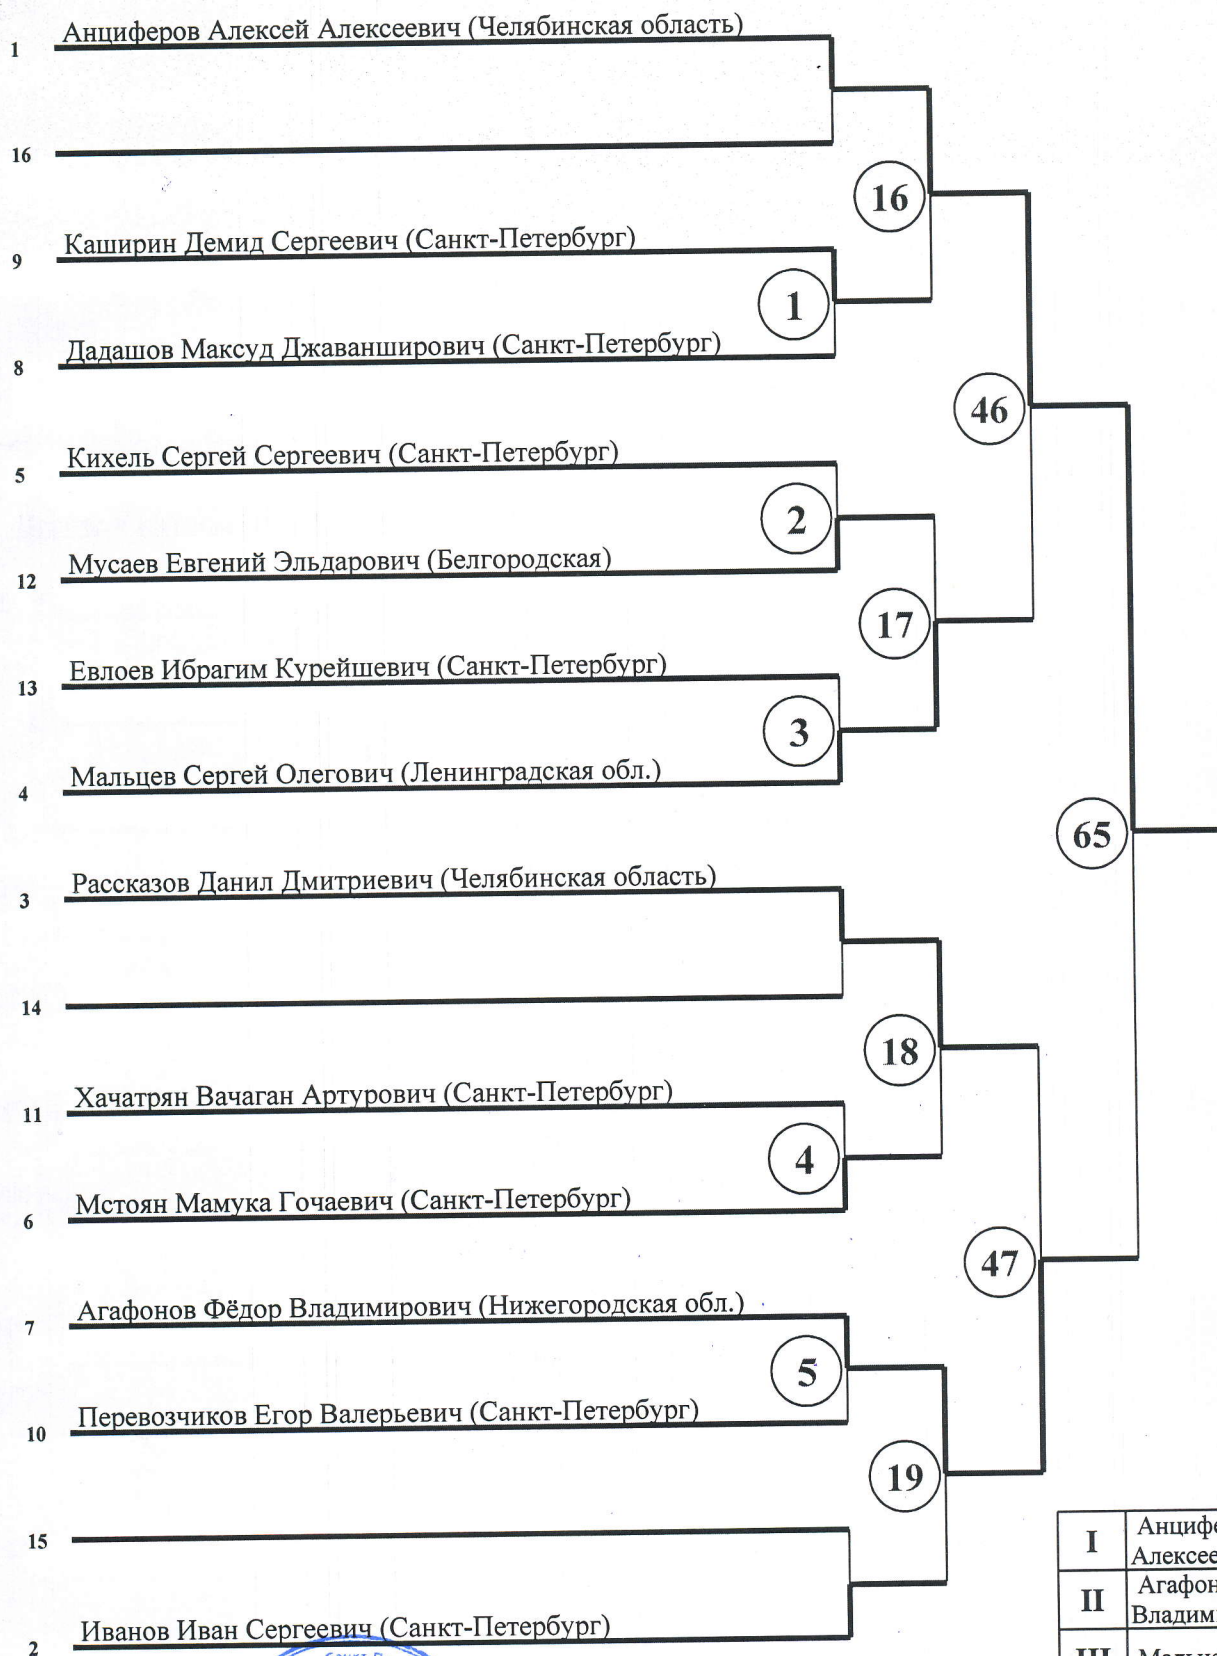 Анциферов Алексей Алексеевич (Челябинская область)
1
16
16
Каширин Демид Сергеевич (Санкт-Петербург)
9
1
Дадашов Максуд Джаванширович (Санкт-Петербург)
8
46
Кихель Сергей Сергеевич (Санкт-Петербург)
5
2
Мусаев Евгений Эльдарович (Белгородская)
12
17
Евлоев Ибрагим Курейшевич (Санкт-Петербург)
13
3
Мальцев Сергей Олегович (Ленинградская обл.)
4
65
Рассказов Данил Дмитриевич (Челябинская область)
3
14
18
Хачатрян Вачаган Артурович (Санкт-Петербург)
11
4
Мстоян Мамука Гочаевич (Санкт-Петербург)
6
47
Агафонов Фёдор Владимирович (Нижегородская обл.)
7
5
Перевозчиков Егор Валерьевич (Санкт-Петербург)
10
19
15
I Анцифе
Алексее
II Агафон
Владим
Иванов Иван Сергеевич (Санкт-Петербург)
2
III